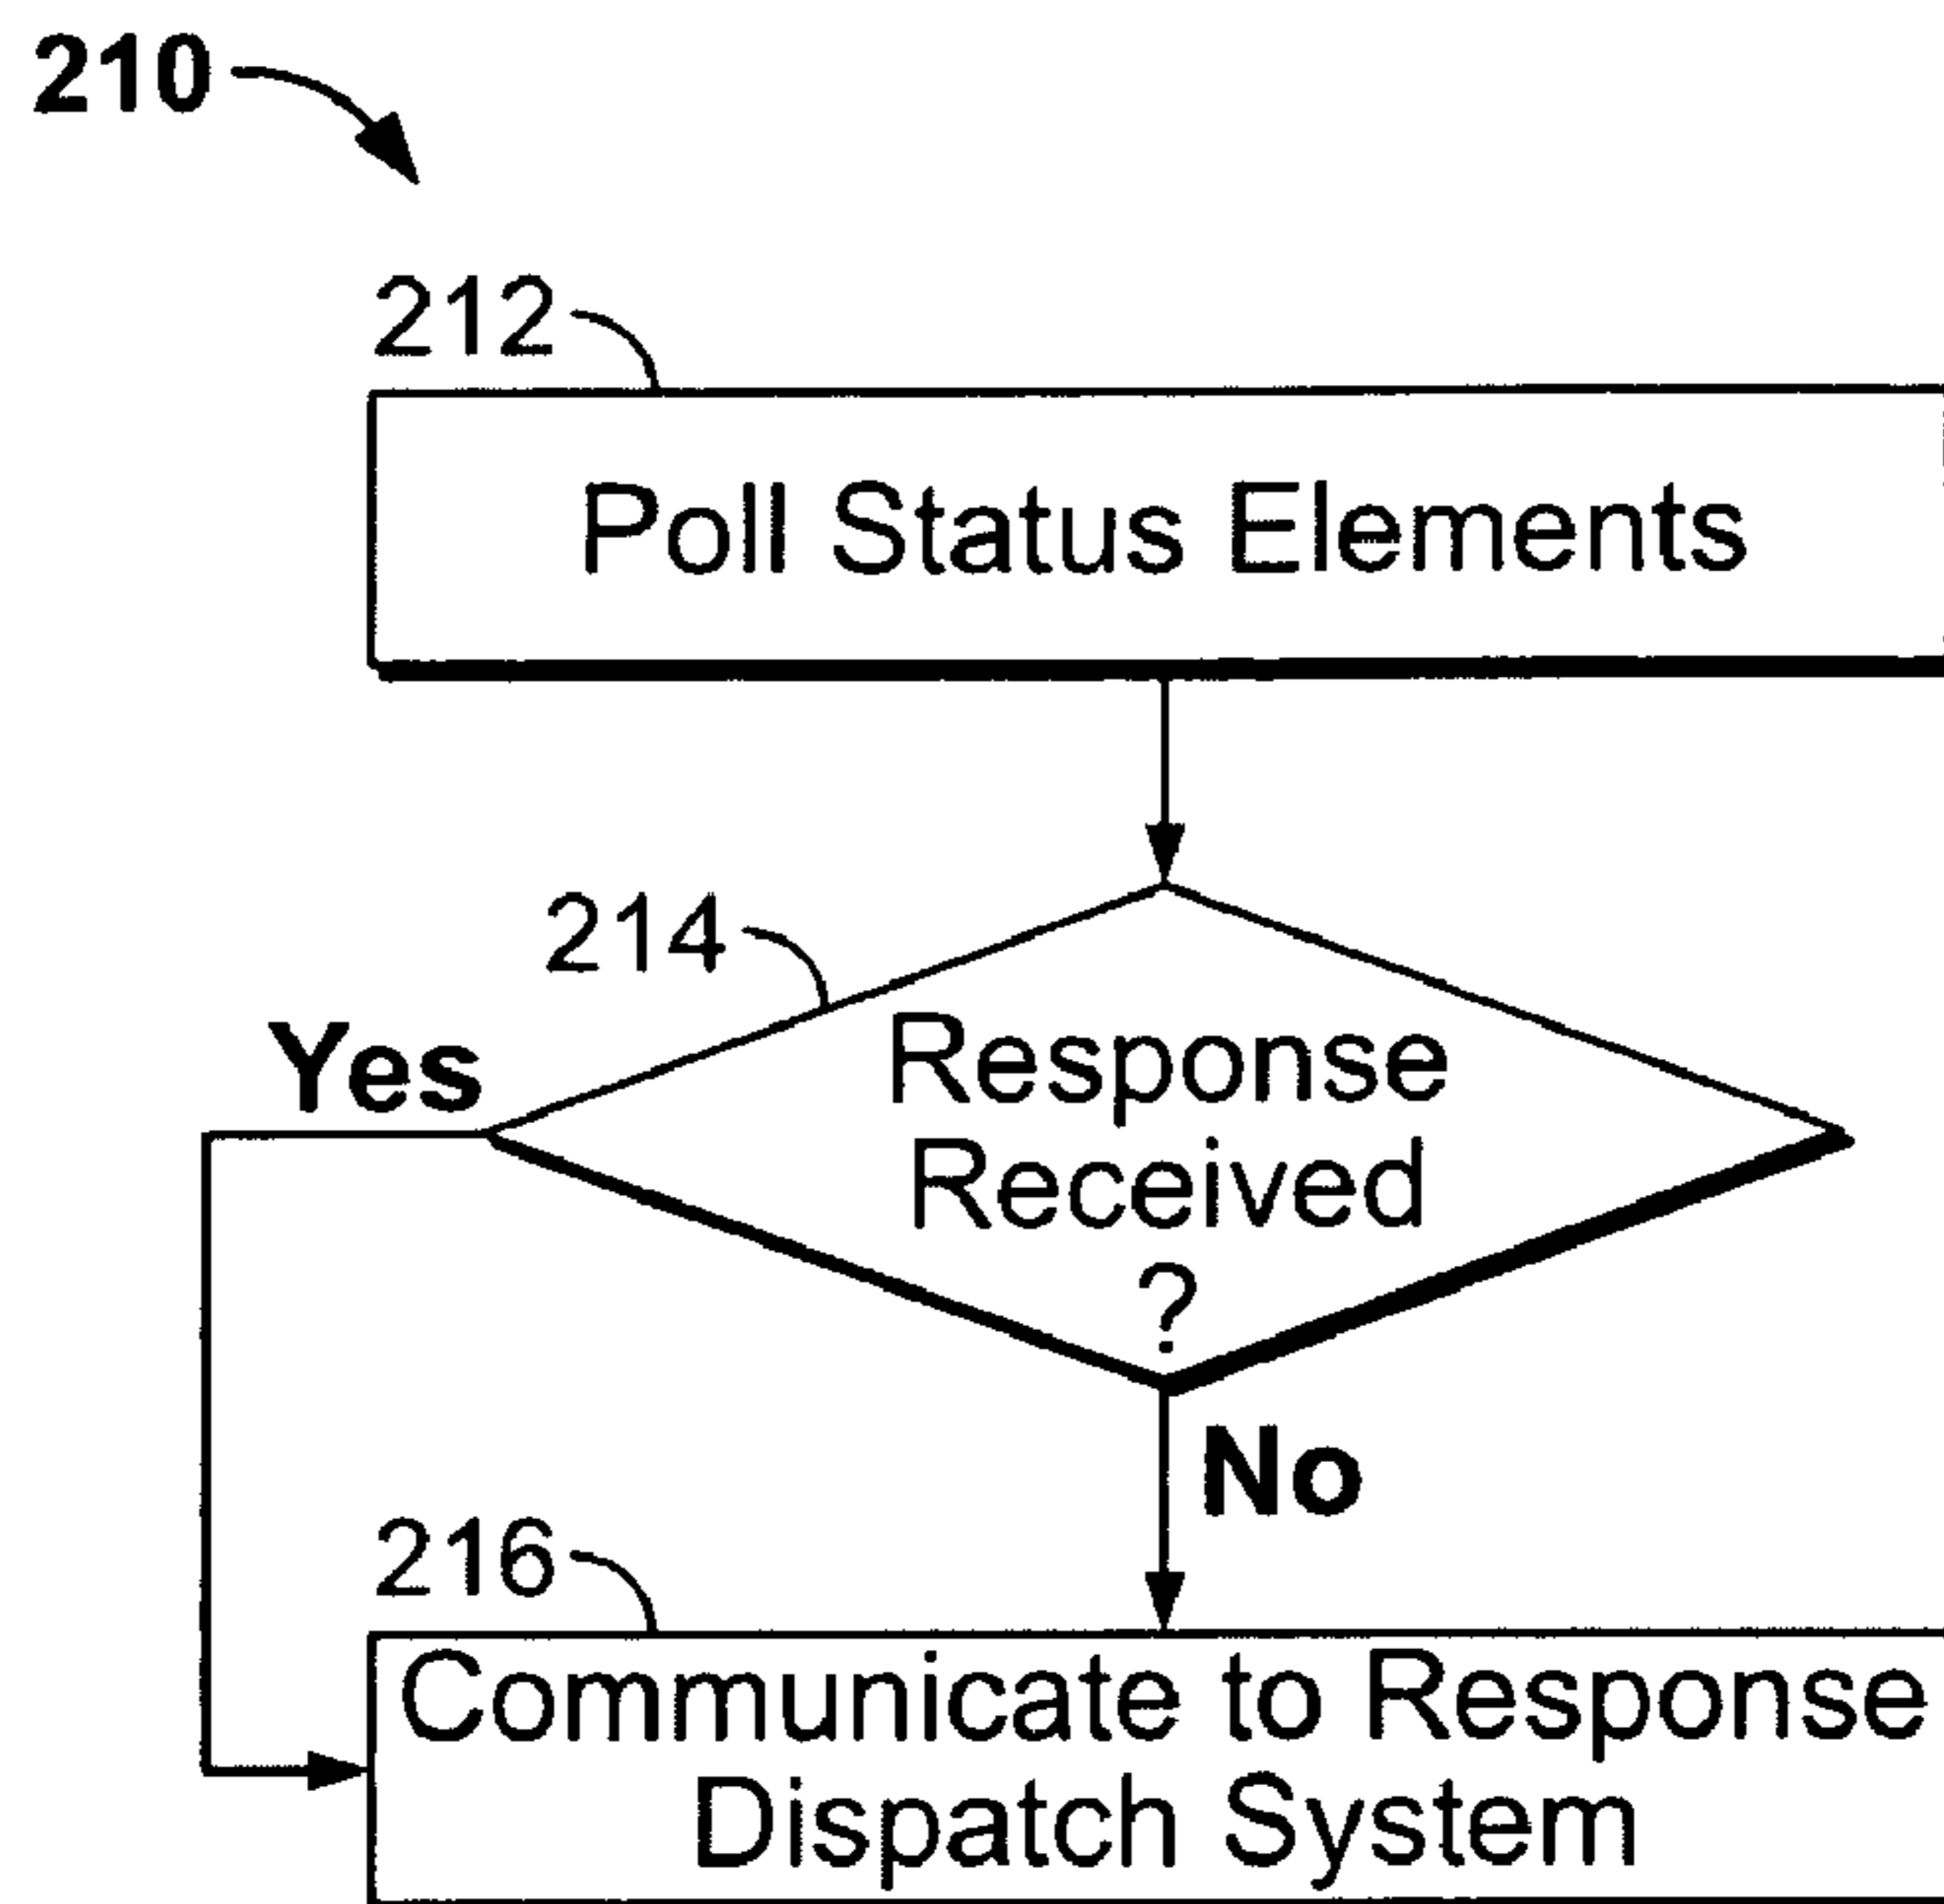 210
212
Poll Status Elements
214
Yes
Response
Received
?
No
216
Communicate to Response
Dispatch System